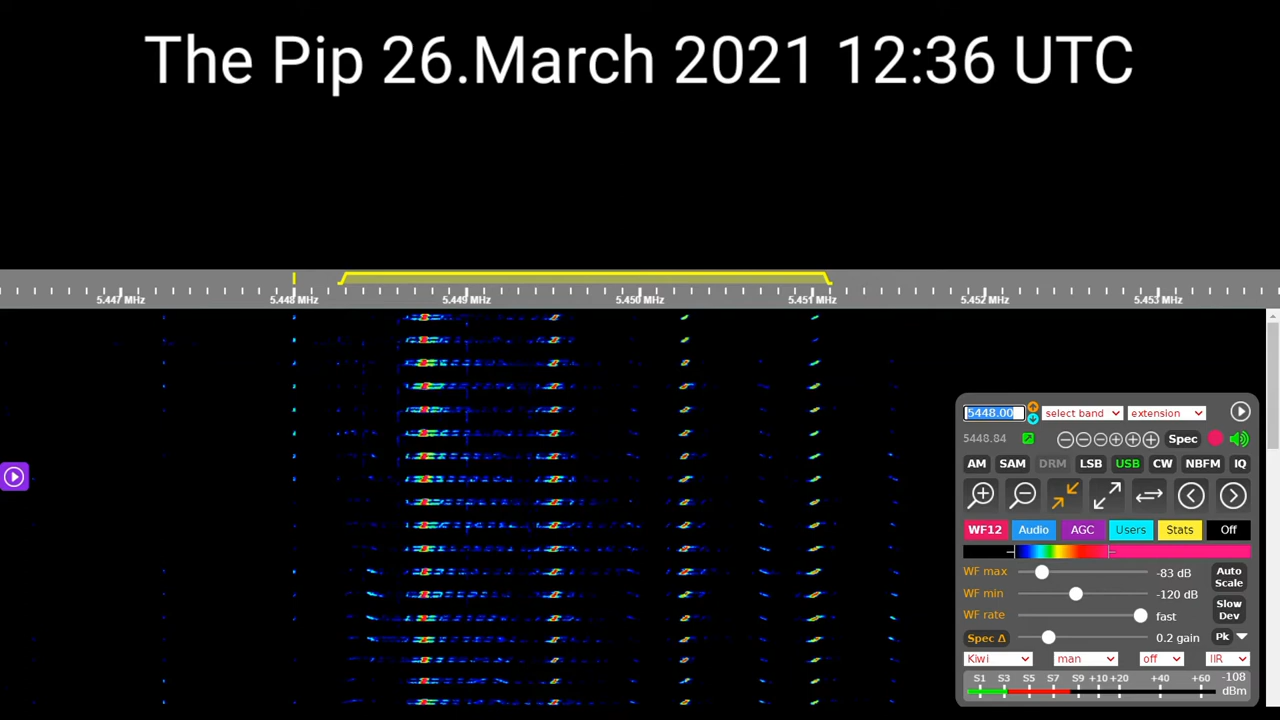 The Pip 26.March 2021 12:36 UTC
5.447 MHz 5.448 MHz 5.449 MHz 5.450 MHz 5.451 MHz 5.452 MHz 5.453 MHz
5448.00 select band extension
5448.84 Spec
AM SAM DRM LSB USB CW NBFM IQ
WF12 Audio AGC Users Stats Off
WF max -83 dB Auto Scale
WF min -120 dB
WF rate fast Slow Dev
Spec Δ 0.2 gain Pk
Kiwi man off IIR
S1 S3 S5 S7 S9 +10 +20 +40 +60 -108 dBm